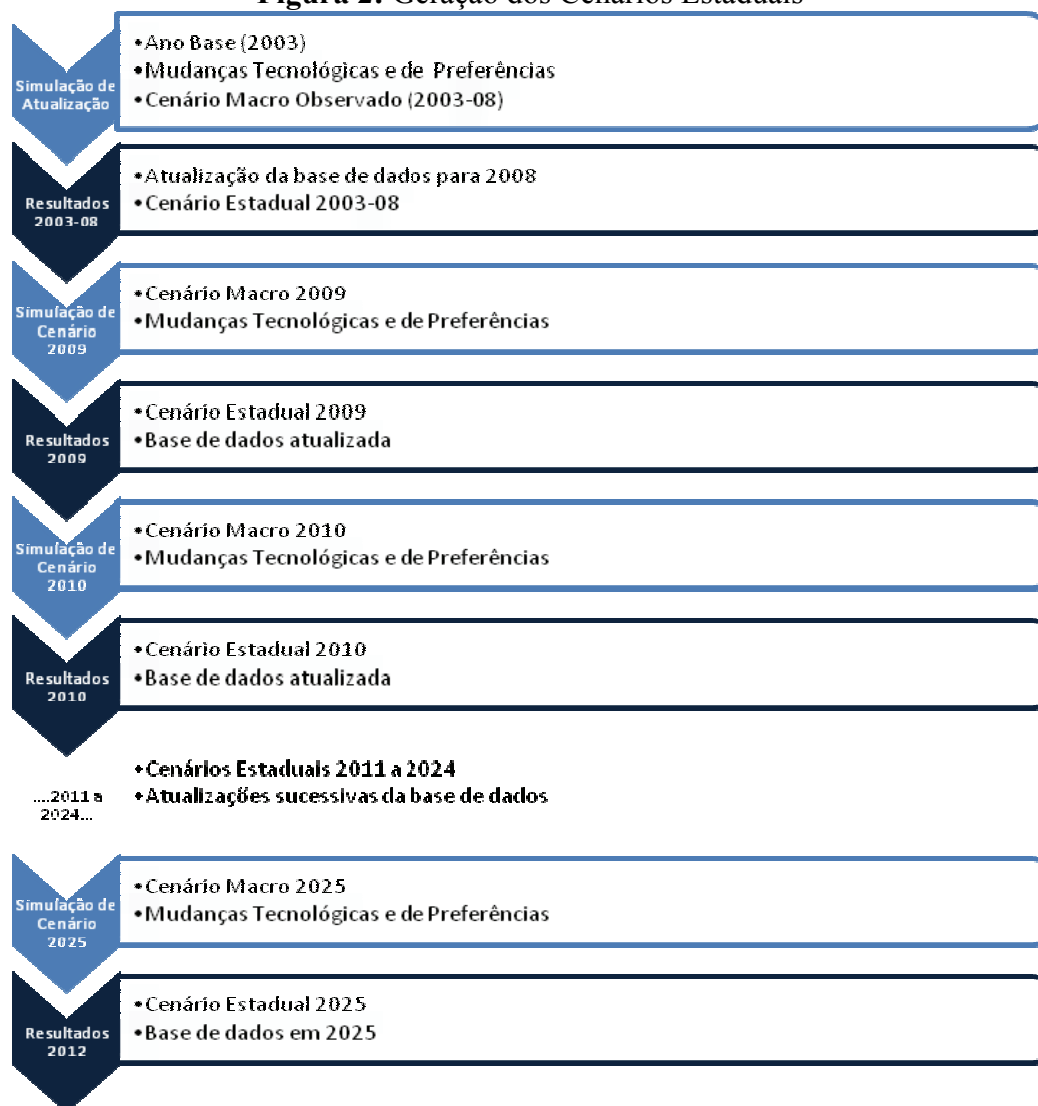 Figura 2: Geração dos Cenários Estaduais
Simulação de
Atualização
•Ano Base (2003)
•Mudanças Tecnológicas e de Preferências
•Cenário Macro Observado (2003-08)
Resultados
2003-08
•Atualização da base de dados para 2008
•Cenário Estadual 2003-08
Simulação de
Cenário
2009
•Cenário Macro 2009
•Mudanças Tecnológicas e de Preferências
Resultados
2009
•Cenário Estadual 2009
•Base de dados atualizada
Simulação de
Cenário
2010
•Cenário Macro 2010
•Mudanças Tecnológicas e de Preferências
Resultados
2010
•Cenário Estadual 2010
•Base de dados atualizada
....2011 a
2024...
•Cenários Estaduais 2011 a 2024
•Atualizações sucessivas da base de dados
Simulação de
Cenário
2025
•Cenário Macro 2025
•Mudanças Tecnológicas e de Preferências
Resultados
2012
•Cenário Estadual 2025
•Base de dados em 2025